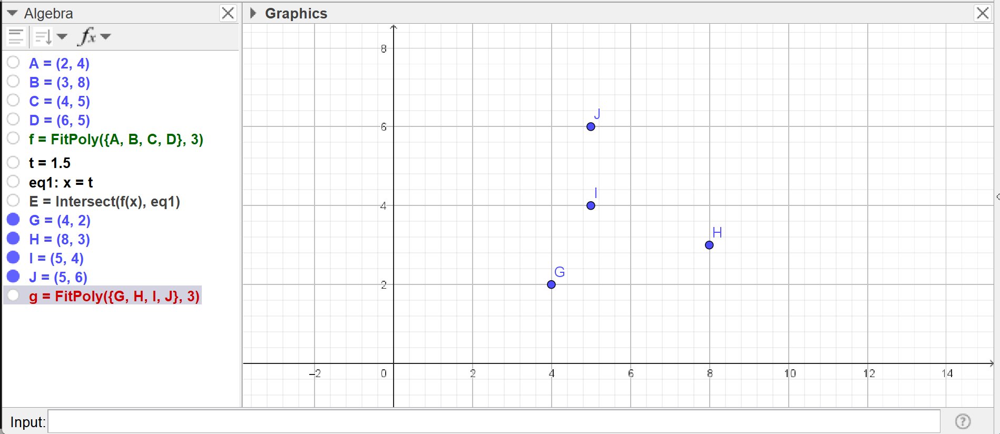 Algebra
Graphics
fx
A = (2, 4)
B = (3, 8)
C = (4, 5)
D = (6, 5)
f = FitPoly({A, B, C, D}, 3)
t = 1.5
eq1: x = t
E = Intersect(f(x), eq1)
G = (4, 2)
H = (8, 3)
I = (5, 4)
J = (5, 6)
g = FitPoly({G, H, I, J}, 3)
8
J
6
I
4
H
G
2
–2 0 2 4 6 8 10 12 14
Input:
?